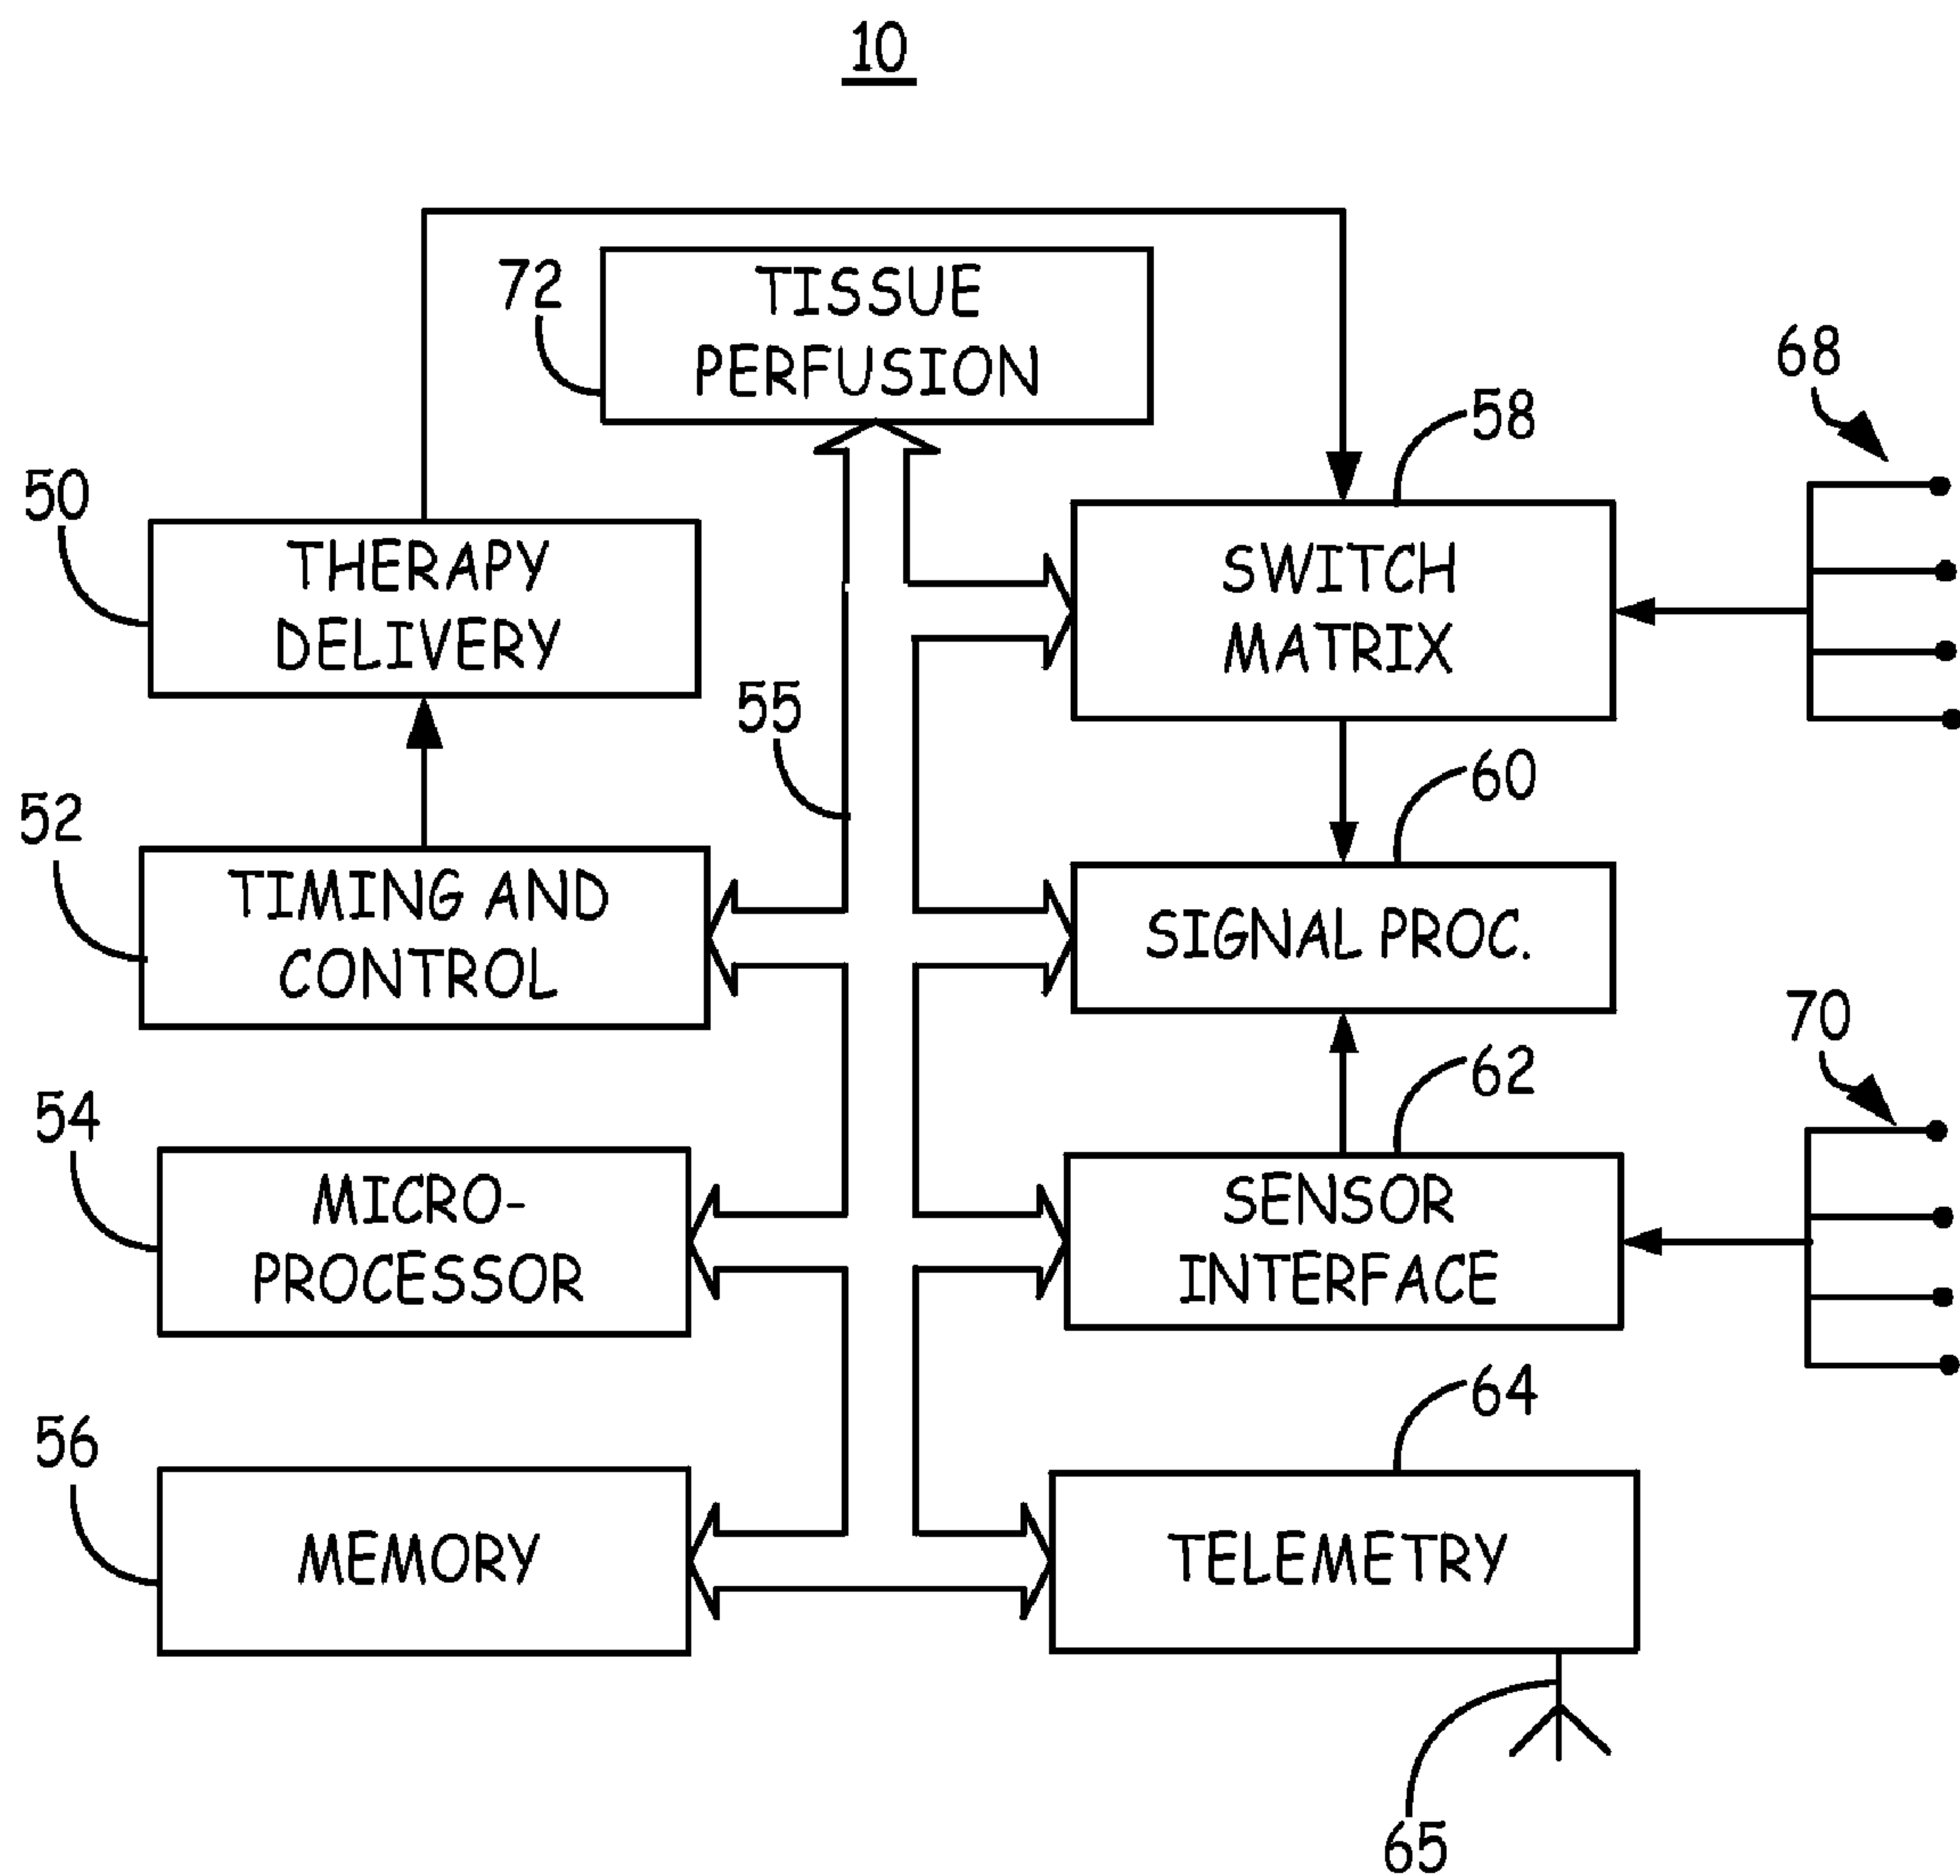 10
72
TISSUE
PERFUSION
68
58
50
THERAPY
DELIVERY
SWITCH
MATRIX
55
60
52
TIMING AND
CONTROL
SIGNAL PROC.
70
62
54
MICRO-
PROCESSOR
SENSOR
INTERFACE
64
56
MEMORY
TELEMETRY
65